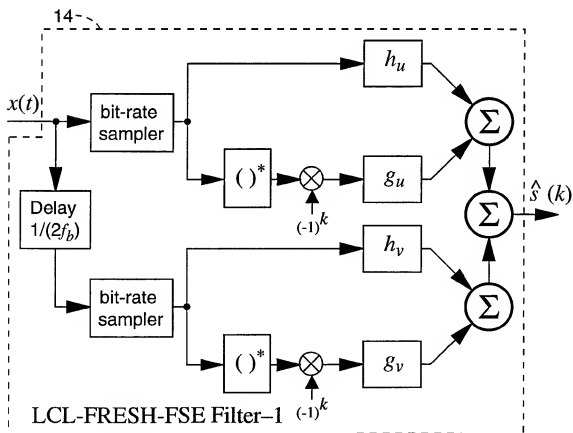 14
x(t)
bit-rate
sampler
h_u
Σ
( )*
(-1)^k
g_u
Delay
1/(2f_b)
Σ
ŝ (k)
bit-rate
sampler
h_v
Σ
( )*
(-1)^k
g_v
LCL-FRESH-FSE Filter–1